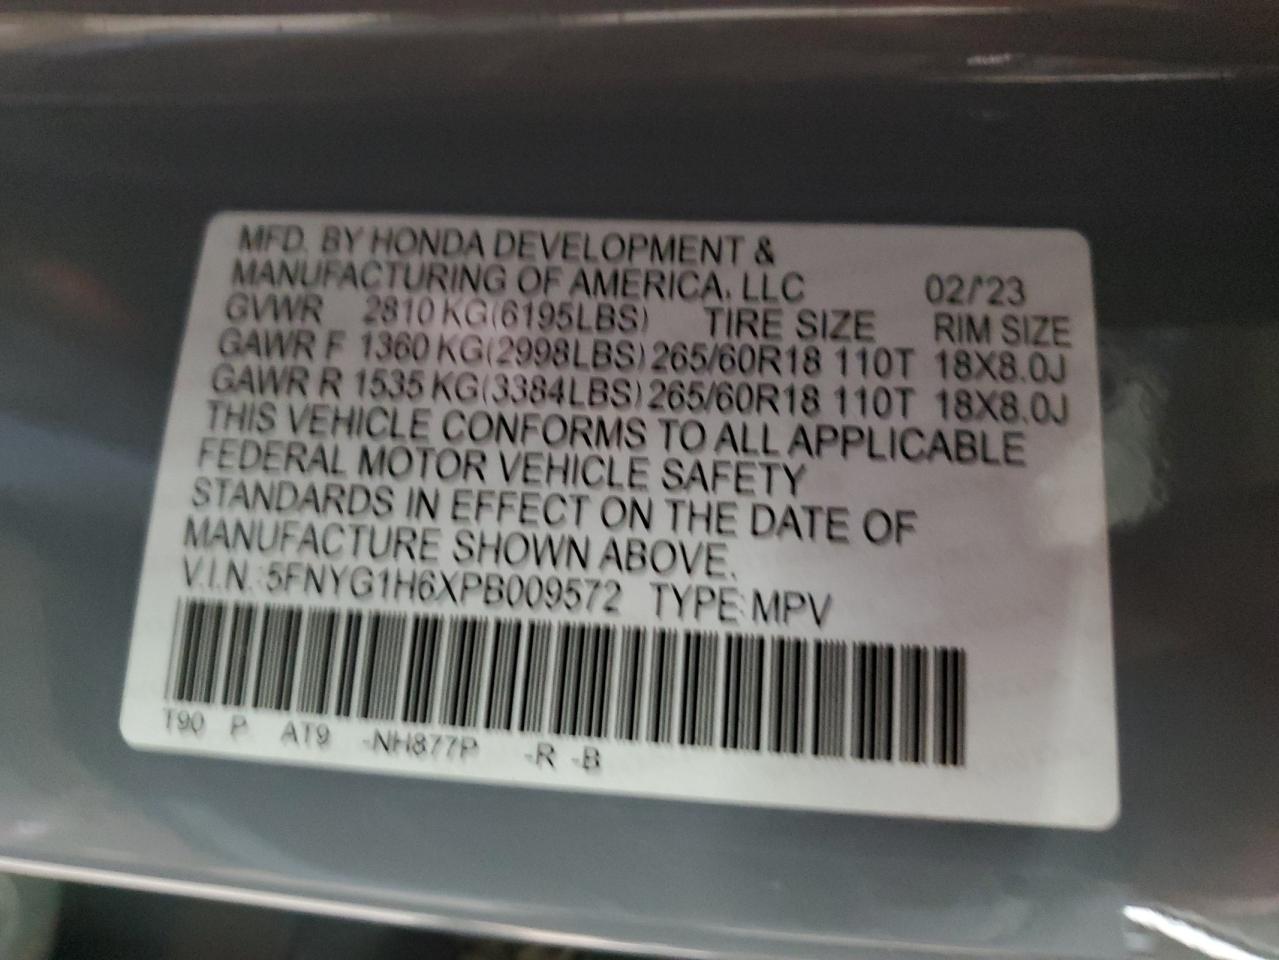 MFD. BY HONDA DEVELOPMENT &
MANUFACTURING OF AMERICA, LLC 02/'23
GVWR 2810 KG(6195LBS) TIRE SIZE RIM SIZE
GAWR F 1360 KG(2998LBS) 265/60R18 110T 18X8.0J
GAWR R 1535 KG(3384LBS) 265/60R18 110T 18X8.0J
THIS VEHICLE CONFORMS TO ALL APPLICABLE
FEDERAL MOTOR VEHICLE SAFETY
STANDARDS IN EFFECT ON THE DATE OF
MANUFACTURE SHOWN ABOVE.
V.I.N.: 5FNYG1H6XPB009572 TYPE: MPV
T90 P AT9 -NH877P -R -B